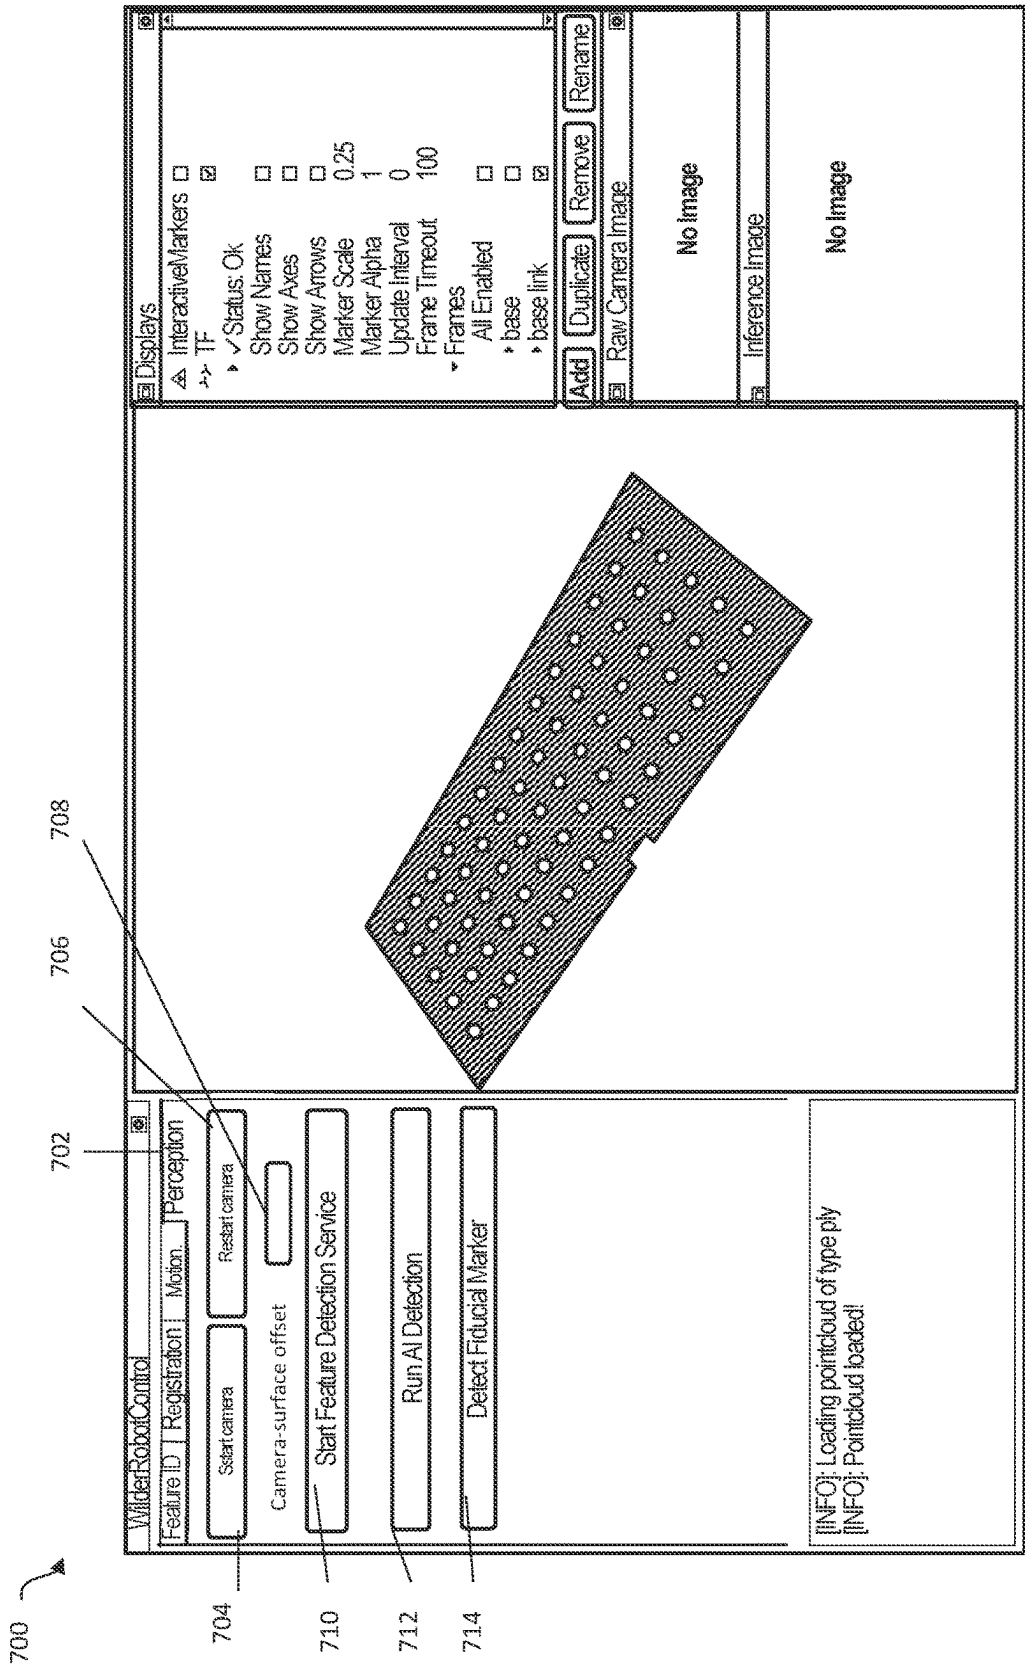 700
702
706
708
WilderRobotControl
Feature ID | Registration | Motion. | Perception
Sstart camera
Restart camera
Camera-surface offset
Start Feature Detection Service
Run AI Detection
Detect Fiducial Marker
704
710
712
714
[INFO]: Loading pointcloud of type ply
[INFO]: Pointcloud loaded!
Displays
InteractiveMarkers
TF
Status: Ok
Show Names
Show Axes
Show Arrows
Marker Scale 0.25
Marker Alpha 1
Update Interval 0
Frame Timeout 100
Frames
All Enabled
base
base link
Add Duplicate Remove Rename
Raw Camera Image
No Image
Inference Image
No Image